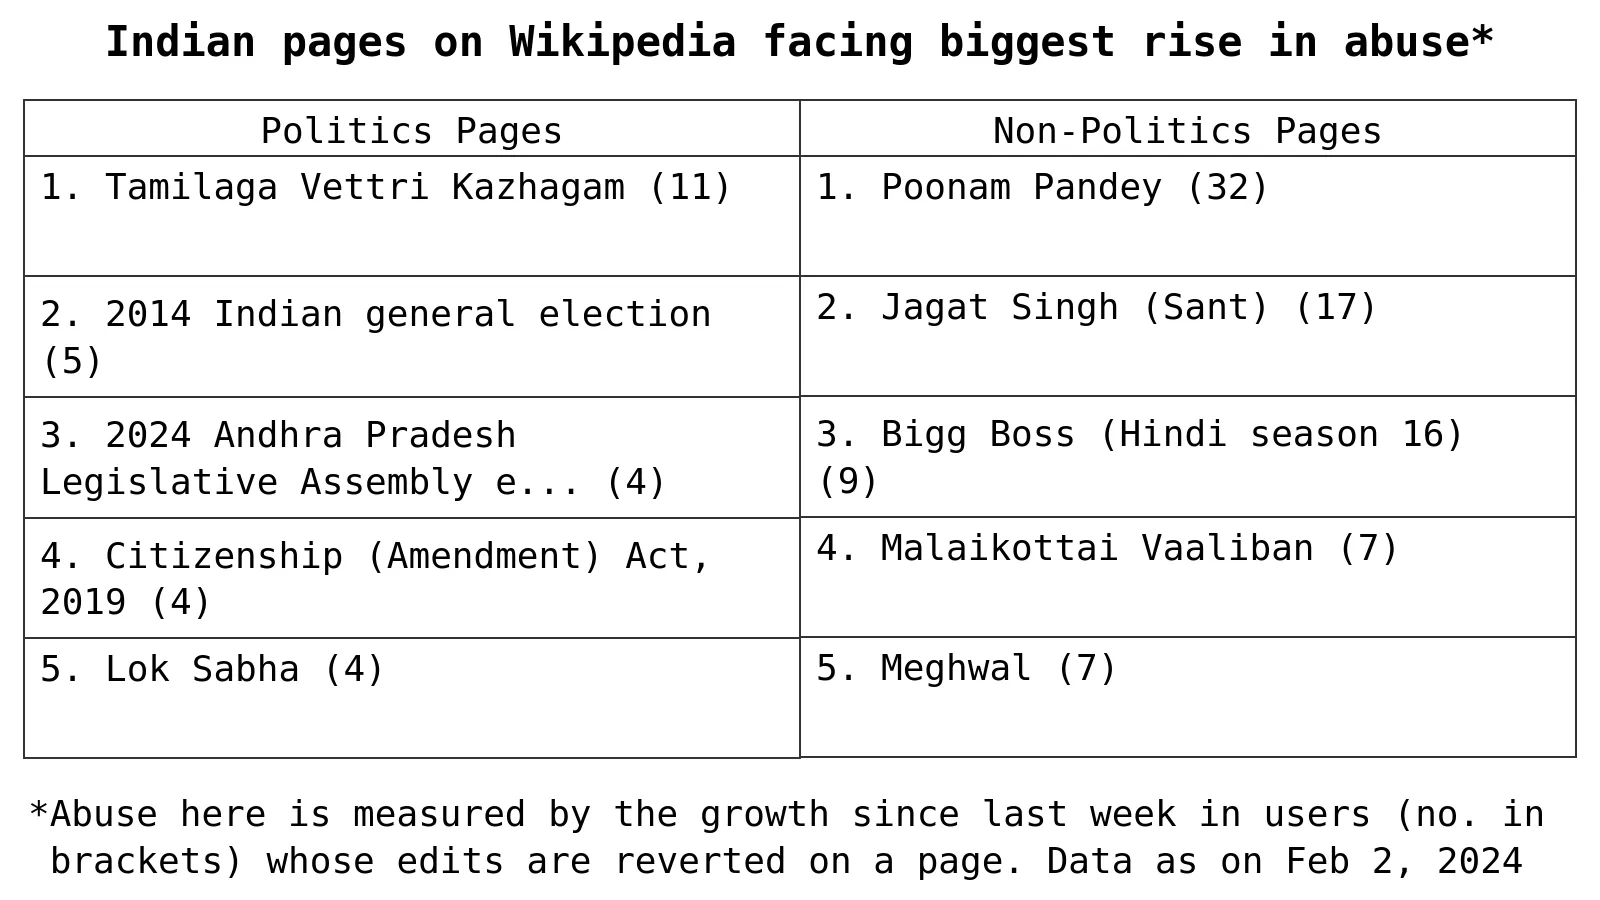 Indian pages on Wikipedia facing biggest rise in abuse*
Politics Pages
Non-Politics Pages
1. Tamilaga Vettri Kazhagam (11)
1. Poonam Pandey (32)
2. 2014 Indian general election
(5)
2. Jagat Singh (Sant) (17)
3. 2024 Andhra Pradesh
Legislative Assembly e... (4)
3. Bigg Boss (Hindi season 16)
(9)
4. Citizenship (Amendment) Act,
2019 (4)
4. Malaikottai Vaaliban (7)
5. Lok Sabha (4)
5. Meghwal (7)
*Abuse here is measured by the growth since last week in users (no. in
brackets) whose edits are reverted on a page. Data as on Feb 2, 2024